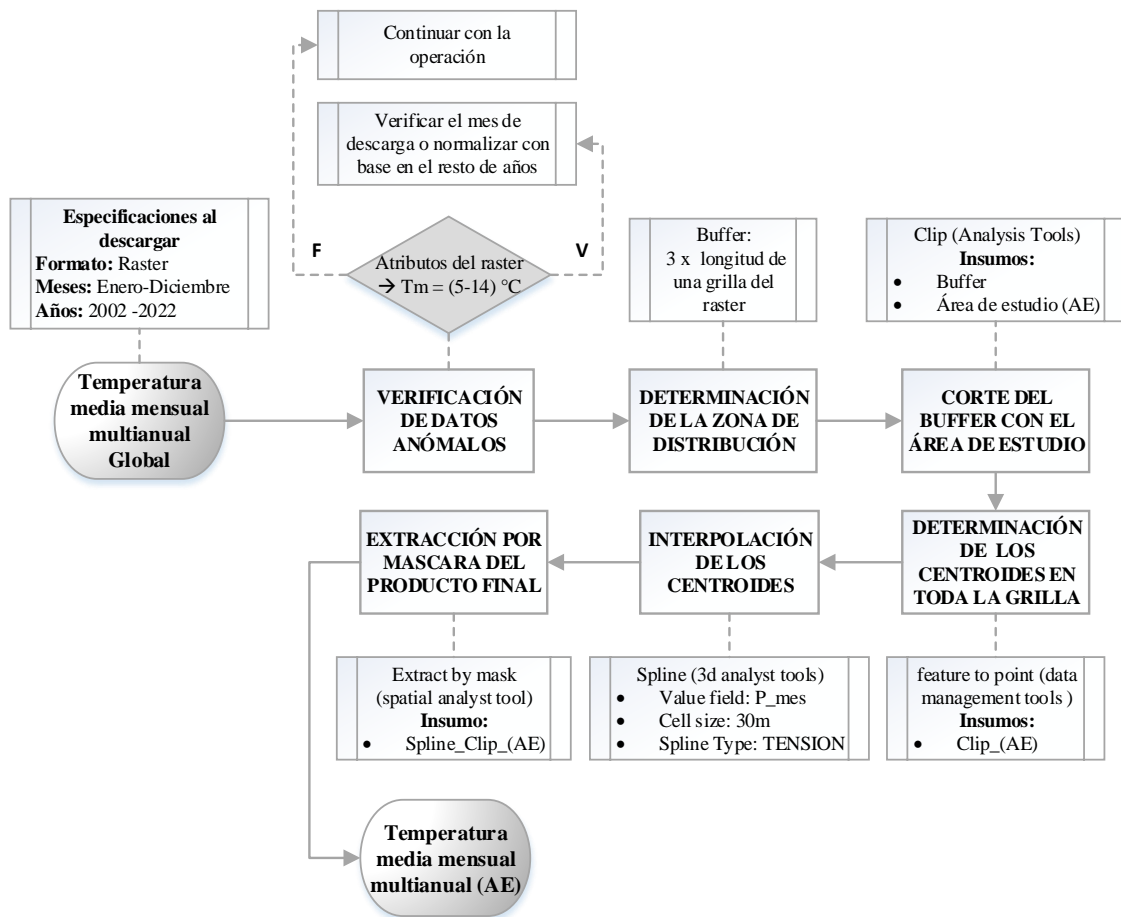 Continuar con la
operación
Verificar el mes de
descarga o normalizar con
base en el resto de años
Especificaciones al
descargar
Formato: Raster
Meses: Enero-Diciembre
Años: 2002 -2022
F
Atributos del raster
→ Tm = (5-14) °C
V
Buffer:
3 x longitud de
una grilla del
raster
Clip (Analysis Tools)
Insumos:
• Buffer
• Área de estudio (AE)
Temperatura
media mensual
multianual
Global
VERIFICACIÓN
DE DATOS
ANÓMALOS
DETERMINACIÓN
DE LA ZONA DE
DISTRIBUCIÓN
CORTE DEL
BUFFER CON EL
ÁREA DE ESTUDIO
EXTRACCIÓN POR
MASCARA DEL
PRODUCTO FINAL
INTERPOLACIÓN
DE LOS
CENTROIDES
DETERMINACIÓN
DE LOS
CENTROIDES EN
TODA LA GRILLA
Extract by mask
(spatial analyst tool)
Insumo:
• Spline_Clip_(AE)
Spline (3d analyst tools)
• Value field: P_mes
• Cell size: 30m
• Spline Type: TENSION
feature to point (data
management tools )
Insumos:
• Clip_(AE)
Temperatura
media mensual
multianual (AE)